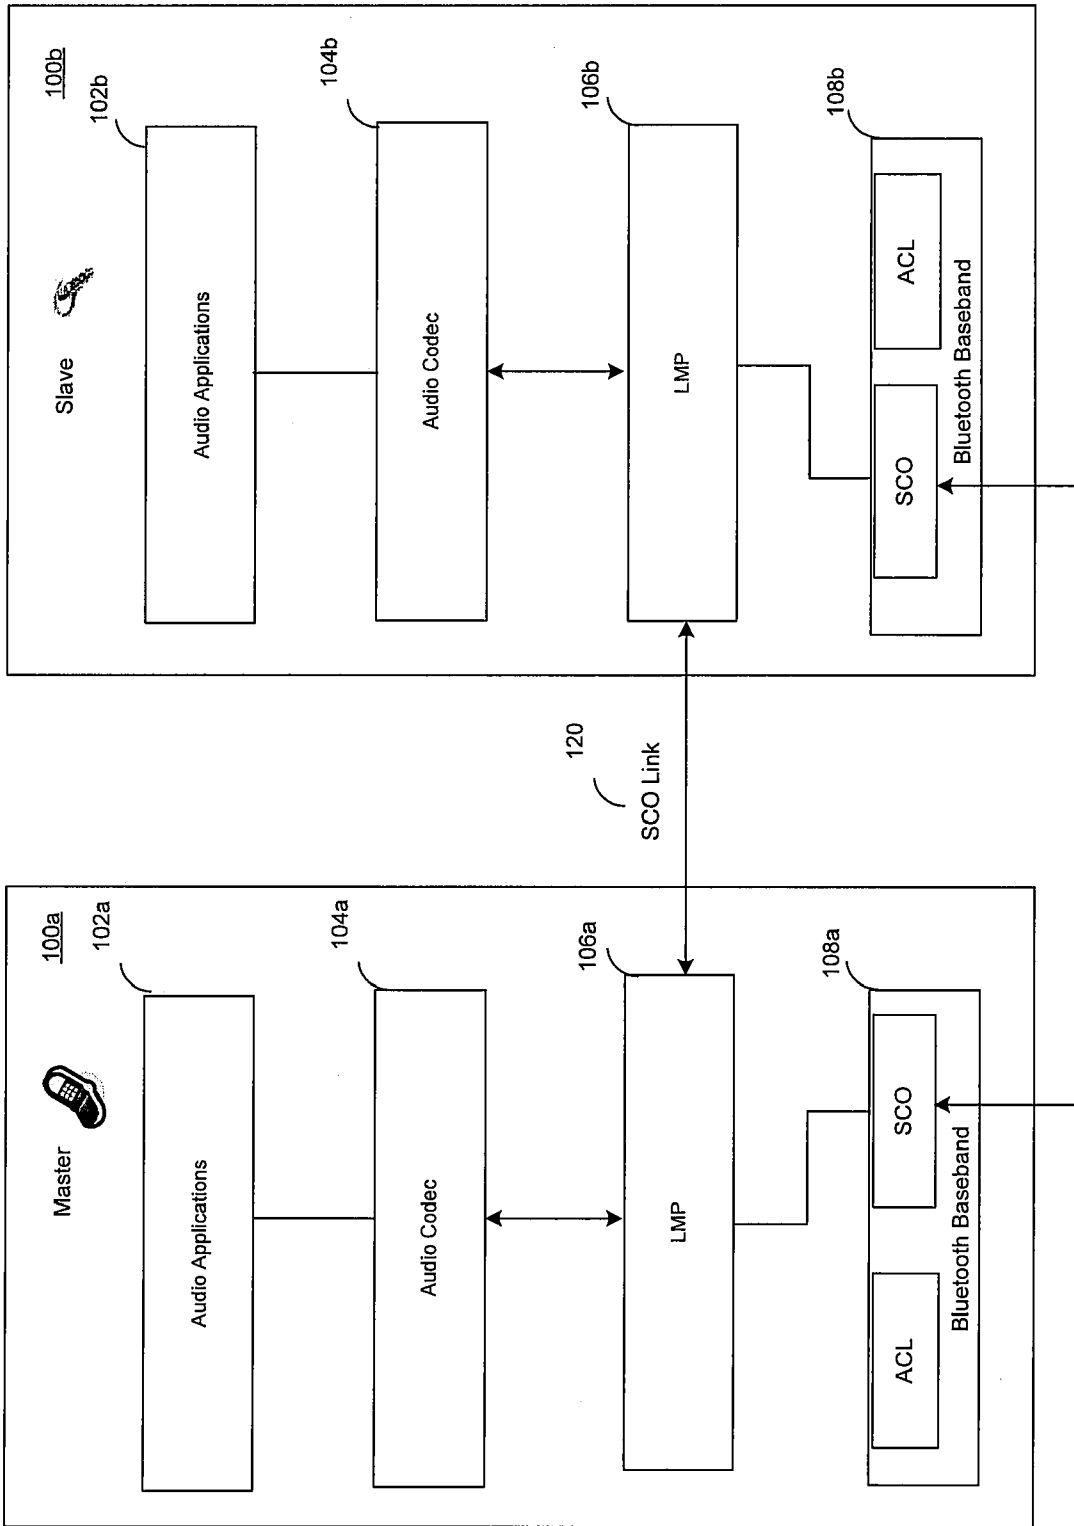 Master
100a
102a
Audio Applications
104a
Audio Codec
106a
LMP
108a
ACL
SCO
Bluetooth Baseband
120
SCO Link
Slave
100b
102b
Audio Applications
104b
Audio Codec
106b
LMP
108b
SCO
ACL
Bluetooth Baseband